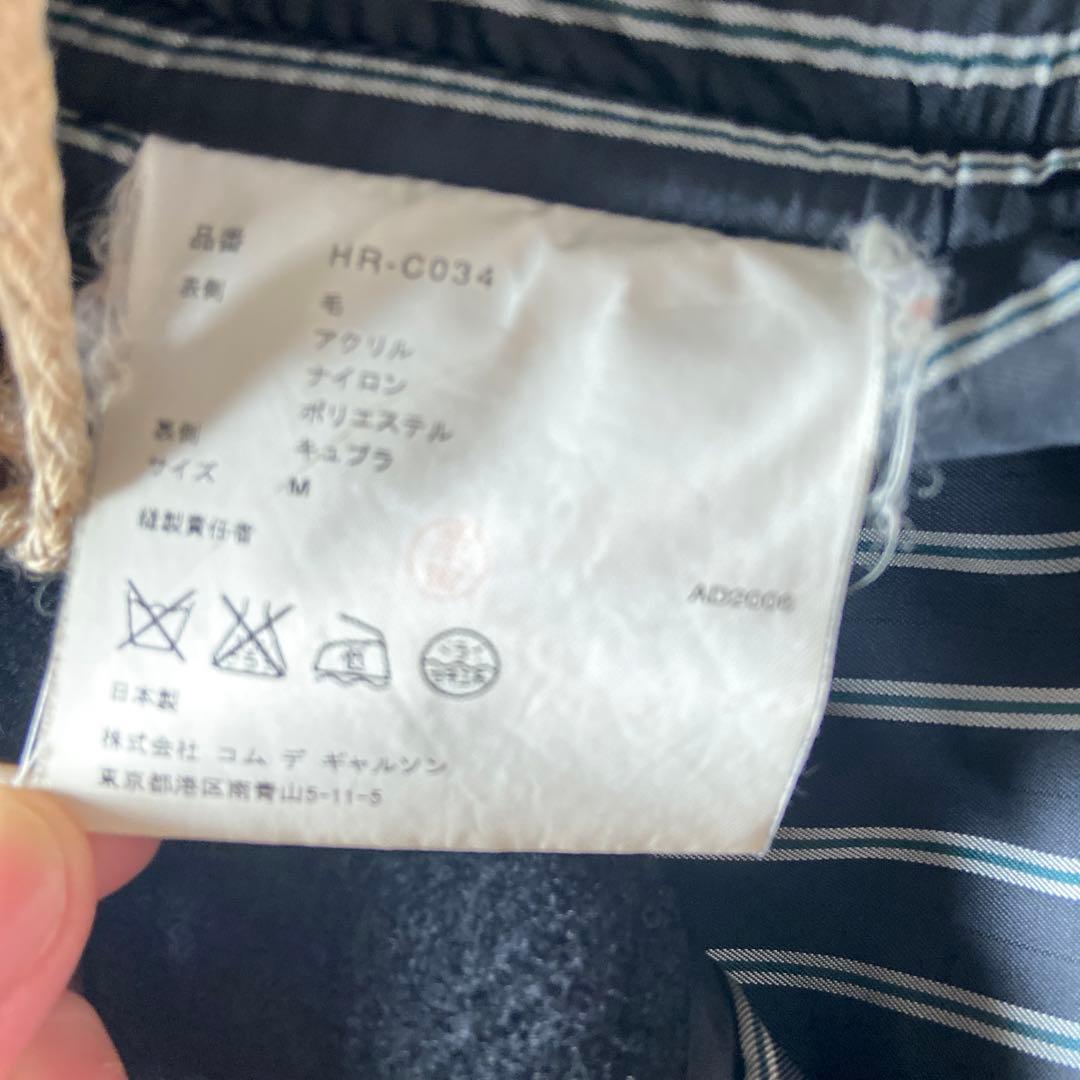 品番 HR-C034
表側 毛
アクリル
ナイロン
ポリエステル
表側 キュプラ
サイズ M
縫製責任者
AD2006
日本製
株式会社 コム デ ギャルソン
東京都港区南青山5-11-5